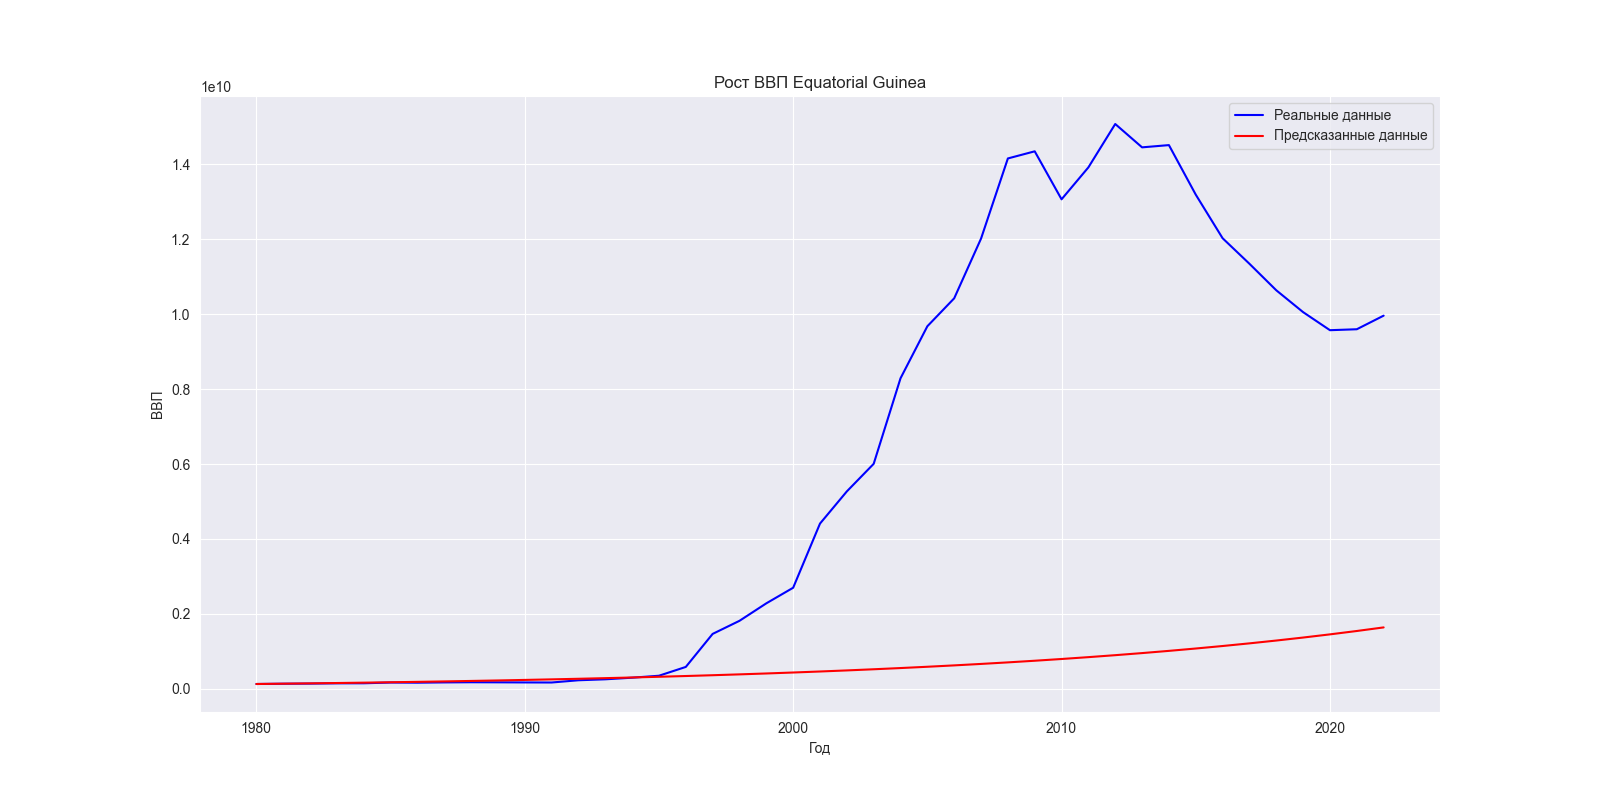 Рост ВВП Equatorial Guinea
1e10
Реальные данные
Предсказанные данные
1.4
1.2
1.0
0.8
0.6
0.4
0.2
0.0
ВВП
1980
1990
2000
2010
2020
Год